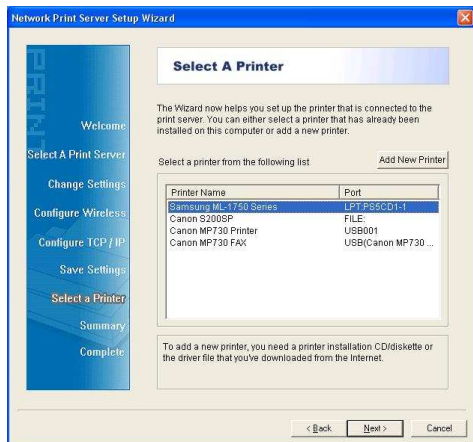 Network Print Server Setup Wizard
PRINT
Select A Printer
Welcome
Select A Print Server
Change Settings
Configure Wireless
Configure TCP / IP
Save Settings
Select a Printer
Summary
Complete
The Wizard now helps you set up the printer that is connected to the
print server. You can either select a printer that has already been
installed on this computer or add a new printer.
Select a printer from the following list
Add New Printer
Printer Name Port
Samsung ML-1750 Series LPT:PS5CD1-1
Canon S200SP FILE:
Canon MP730 Printer USB001
Canon MP730 FAX USB(Canon MP730 ...
To add a new printer, you need a printer installation CD/diskette or
the driver file that you've downloaded from the Internet.
< Back Next > Cancel